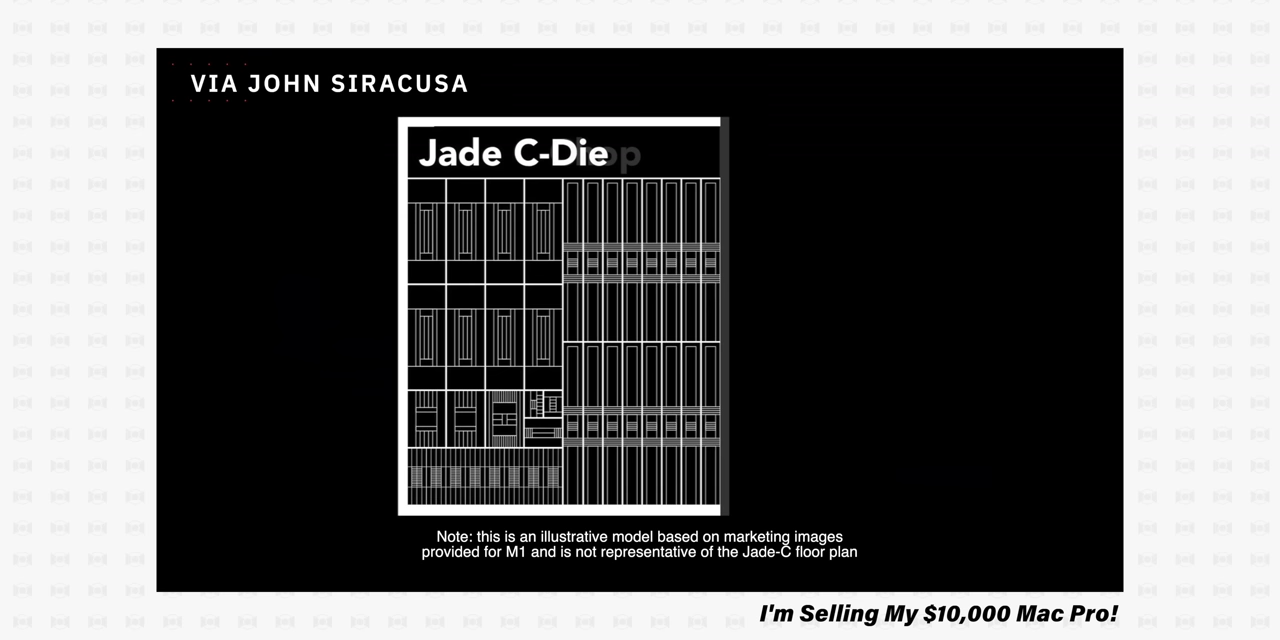 VIA JOHN SIRACUSA
Jade C-Die
Note: this is an illustrative model based on marketing images
provided for M1 and is not representative of the Jade-C floor plan
I'm Selling My $10,000 Mac Pro!